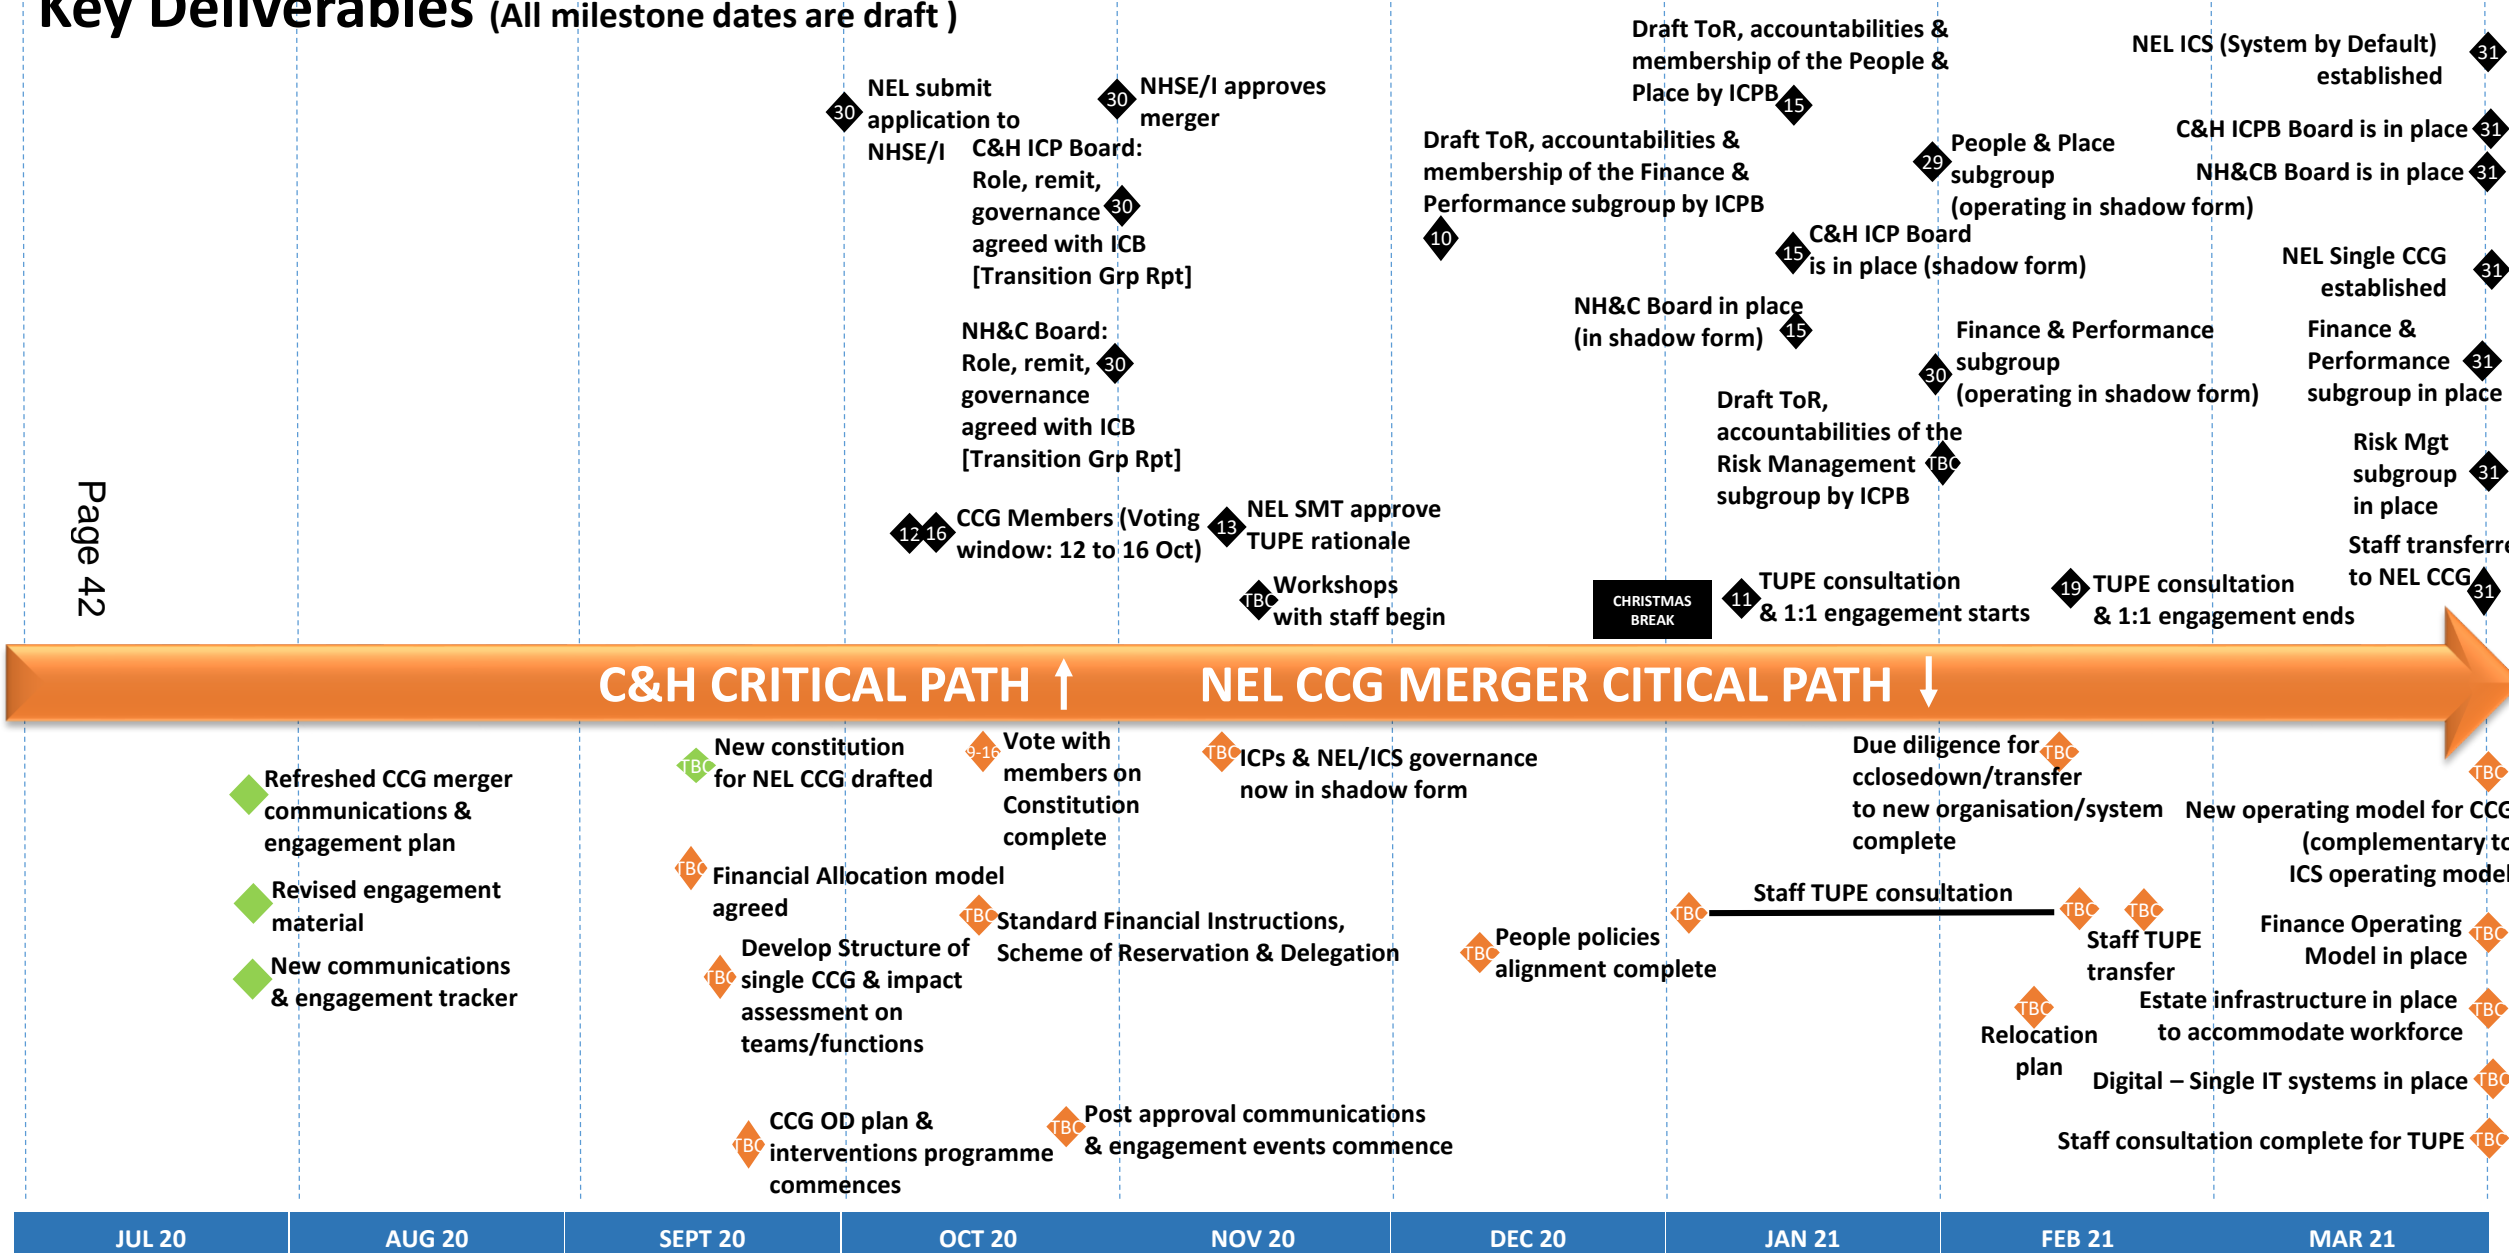 Key Deliverables (All milestone dates are draft )
30
NEL submit
application to
NHSE/I
30
NHSE/I approves
merger
C&H ICP Board:
Role, remit,
governance
30
agreed with ICB
[Transition Grp Rpt]
NH&C Board:
Role, remit,
30
governance
agreed with ICB
[Transition Grp Rpt]
12
16
CCG Members (Voting
window: 12 to 16 Oct)
13
NEL SMT approve
TUPE rationale
TBC
Workshops
with staff begin
Draft ToR, accountabilities &
membership of the Finance &
Performance subgroup by ICPB
10
Draft ToR, accountabilities &
membership of the People &
Place by ICPB
15
C&H ICP Board
is in place (shadow form)
15
NH&C Board in place
(in shadow form)
15
Draft ToR,
accountabilities of the
Risk Management
subgroup by ICPB
TBC
CHRISTMAS
BREAK
11
TUPE consultation
& 1:1 engagement starts
29
People & Place
subgroup
(operating in shadow form)
30
Finance & Performance
subgroup
(operating in shadow form)
19
TUPE consultation
& 1:1 engagement ends
NEL ICS (System by Default)
established
31
C&H ICPB Board is in place
31
NH&CB Board is in place
31
NEL Single CCG
established
31
Finance &
Performance
subgroup in place
31
Risk Mgt
subgroup
in place
31
Staff transferre
to NEL CCG
31
Page 42
C&H CRITICAL PATH ↑
NEL CCG MERGER CITICAL PATH ↓
Refreshed CCG merger
communications &
engagement plan
Revised engagement
material
New communications
& engagement tracker
TBC
New constitution
for NEL CCG drafted
TBC
Financial Allocation model
agreed
TBC
Develop Structure of
single CCG & impact
assessment on
teams/functions
TBC
CCG OD plan &
interventions programme
commences
9-16
Vote with
members on
Constitution
complete
TBC
Standard Financial Instructions,
Scheme of Reservation & Delegation
TBC
Post approval communications
& engagement events commence
TBC
ICPs & NEL/ICS governance
now in shadow form
TBC
People policies
alignment complete
TBC
Staff TUPE consultation
TBC
TBC
Staff TUPE
transfer
Due diligence for
cclosedown/transfer
to new organisation/system
complete
TBC
TBC
Relocation
plan
TBC
New operating model for CCG
(complementary to
ICS operating model
Finance Operating
Model in place
TBC
Estate infrastructure in place
to accommodate workforce
TBC
Digital – Single IT systems in place
TBC
Staff consultation complete for TUPE
TBC
JUL 20
AUG 20
SEPT 20
OCT 20
NOV 20
DEC 20
JAN 21
FEB 21
MAR 21